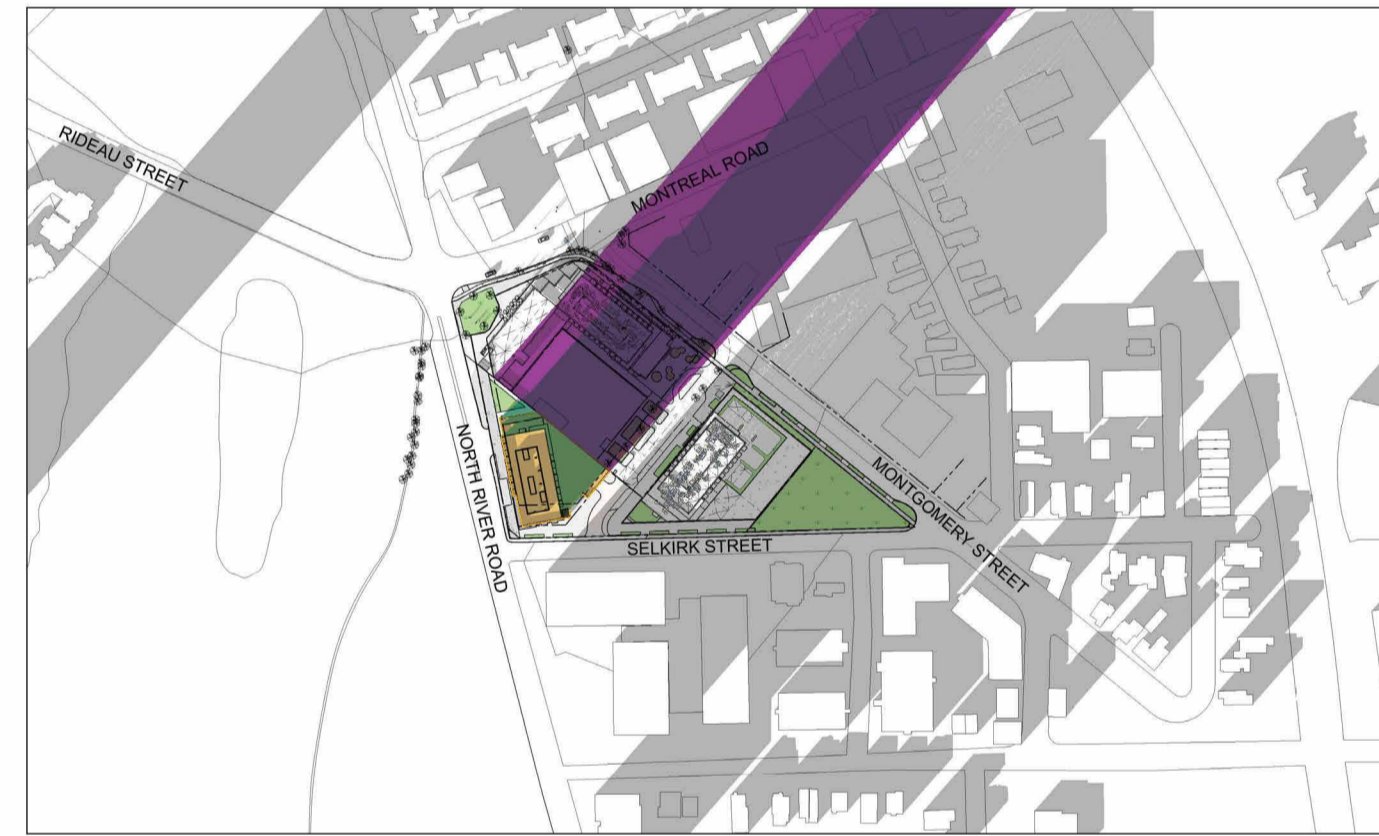 RIDEAU STREET
MONTREAL ROAD
NORTH RIVER ROAD
MONTGOMERY STREET
SELKIRK STREET